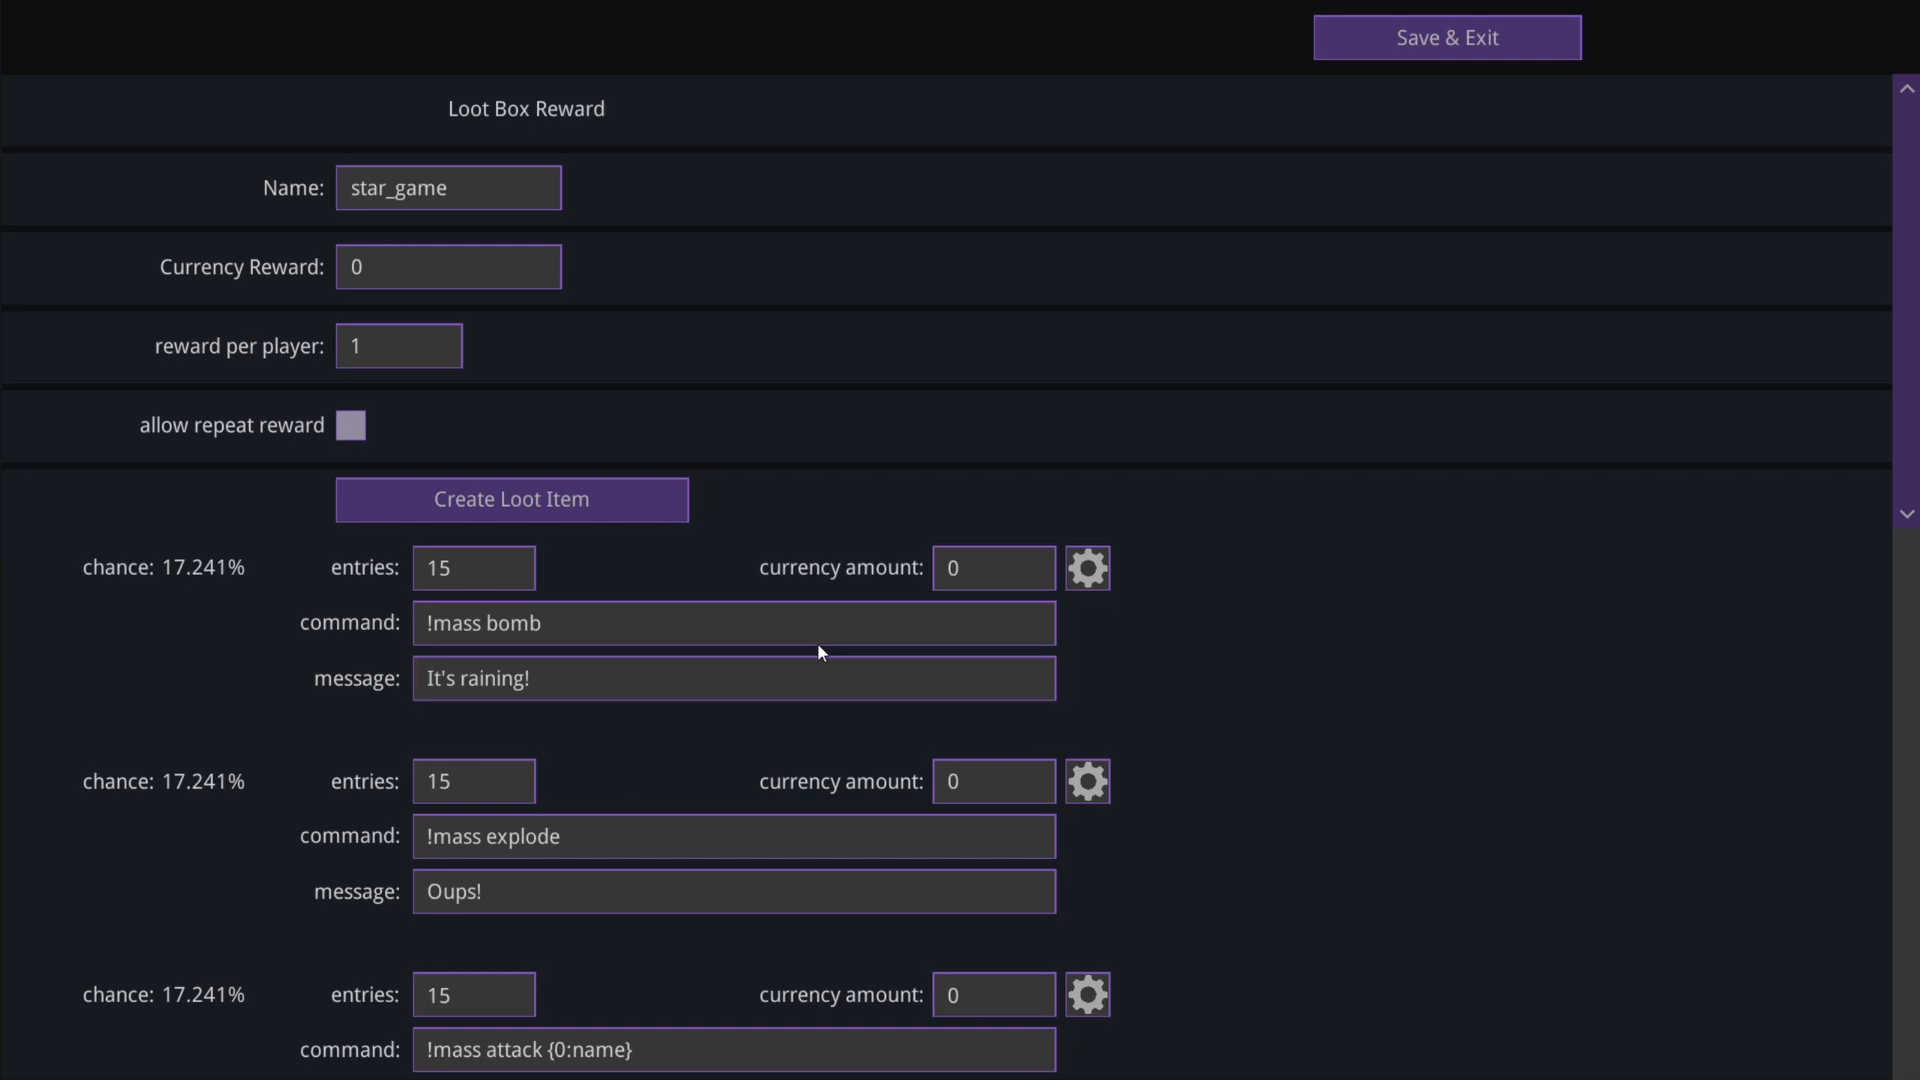 Save & Exit
Loot Box Reward
Name: star_game
Currency Reward: 0
reward per player: 1
allow repeat reward
Create Loot Item
chance: 17.241% entries: 15 currency amount: 0
command: !mass bomb
message: It's raining!
chance: 17.241% entries: 15 currency amount: 0
command: !mass explode
message: Oups!
chance: 17.241% entries: 15 currency amount: 0
command: !mass attack {0:name}